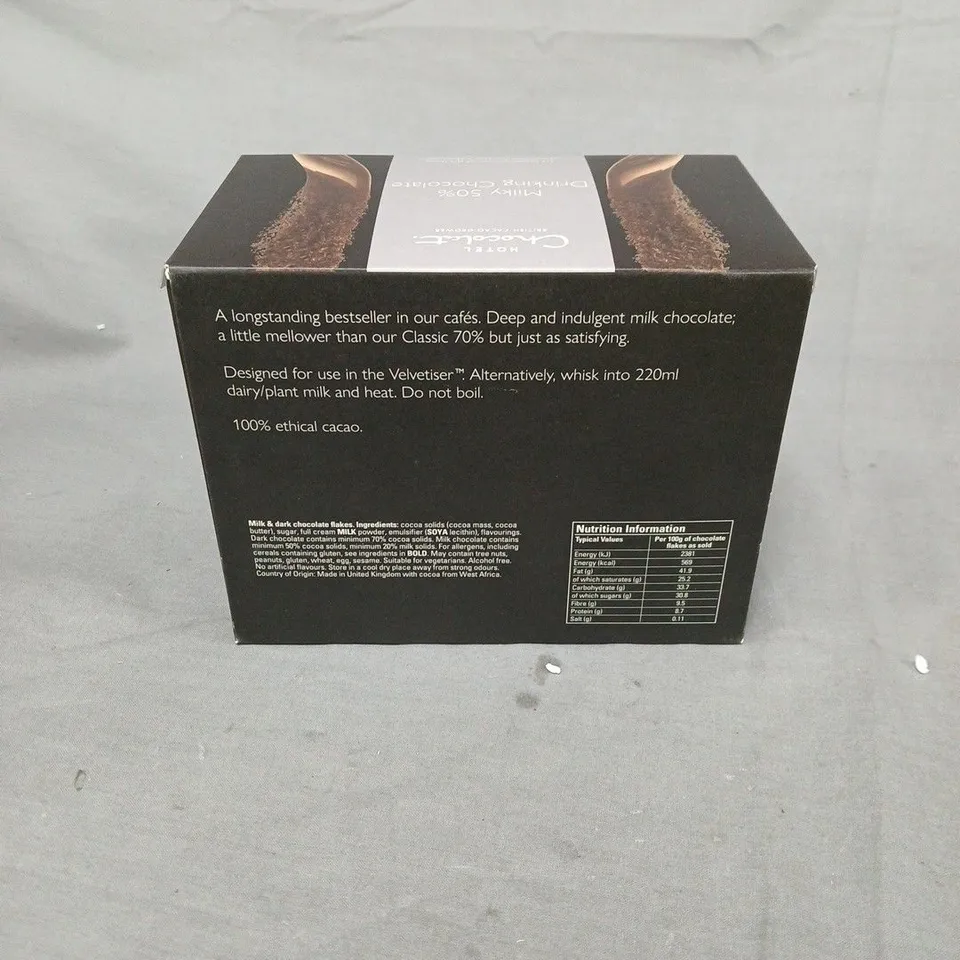 HOTEL
Chocolat.
BRITISH CACAO-GROWER
Milky 50%
Drinking Chocolate
A longstanding bestseller in our cafés. Deep and indulgent milk chocolate;
a little mellower than our Classic 70% but just as satisfying.
Designed for use in the Velvetiser™. Alternatively, whisk into 220ml
dairy/plant milk and heat. Do not boil.
100% ethical cacao.
Milk & dark chocolate flakes. Ingredients: cocoa solids (cocoa mass, cocoa
butter), sugar, full cream MILK powder, emulsifier (SOYA lecithin), flavourings.
Dark chocolate contains minimum 70% cocoa solids. Milk chocolate contains
minimum 50% cocoa solids, minimum 20% milk solids. For allergens, including
cereals containing gluten, see ingredients in BOLD. May contain tree nuts,
peanuts, gluten, wheat, egg, sesame. Suitable for vegetarians. Alcohol free.
No artificial flavours. Store in a cool dry place away from strong odours.
Country of Origin: Made in United Kingdom with cocoa from West Africa.
Nutrition Information
Typical Values Per 100g of chocolate
flakes as sold
Energy (kJ) 2381
Energy (kcal) 569
Fat (g) 41.9
of which saturates (g) 25.2
Carbohydrate (g) 33.7
of which sugars (g) 30.8
Fibre (g) 9.5
Protein (g) 8.7
Salt (g) 0.11